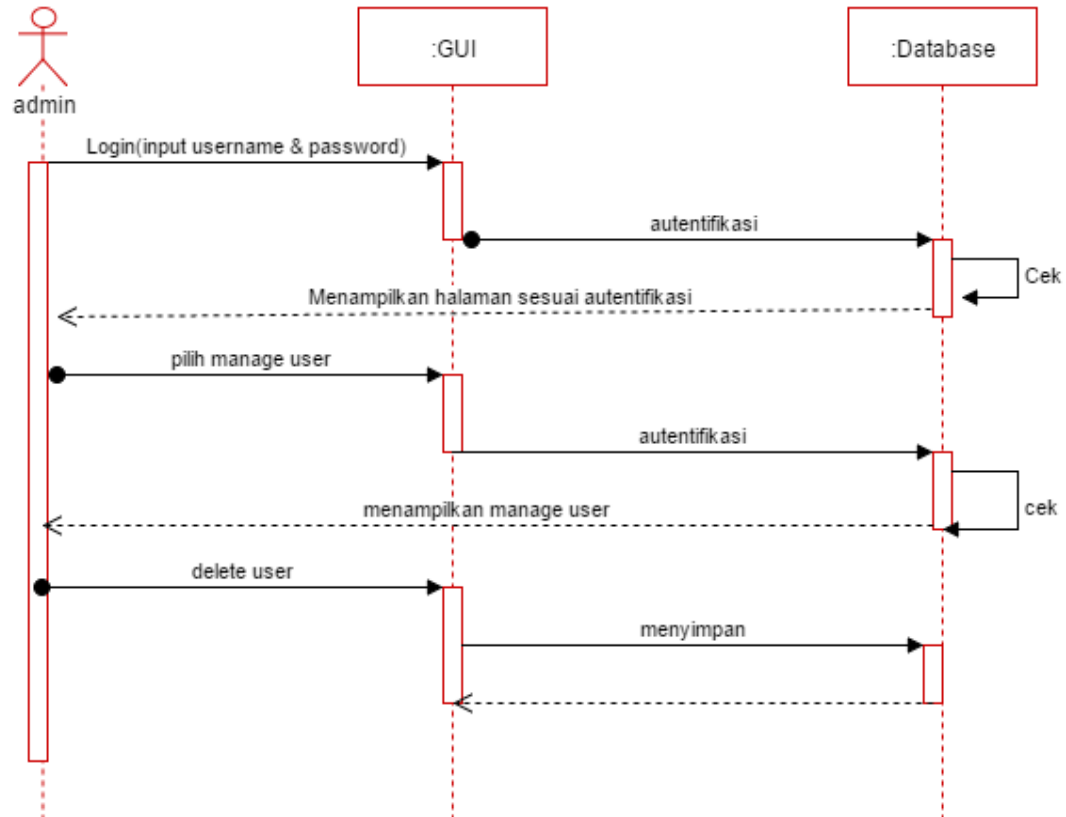 :GUI
:Database
admin
Login(input username & password)
autentifikasi
Cek
Menampilkan halaman sesuai autentifikasi
pilih manage user
autentifikasi
cek
menampilkan manage user
delete user
menyimpan